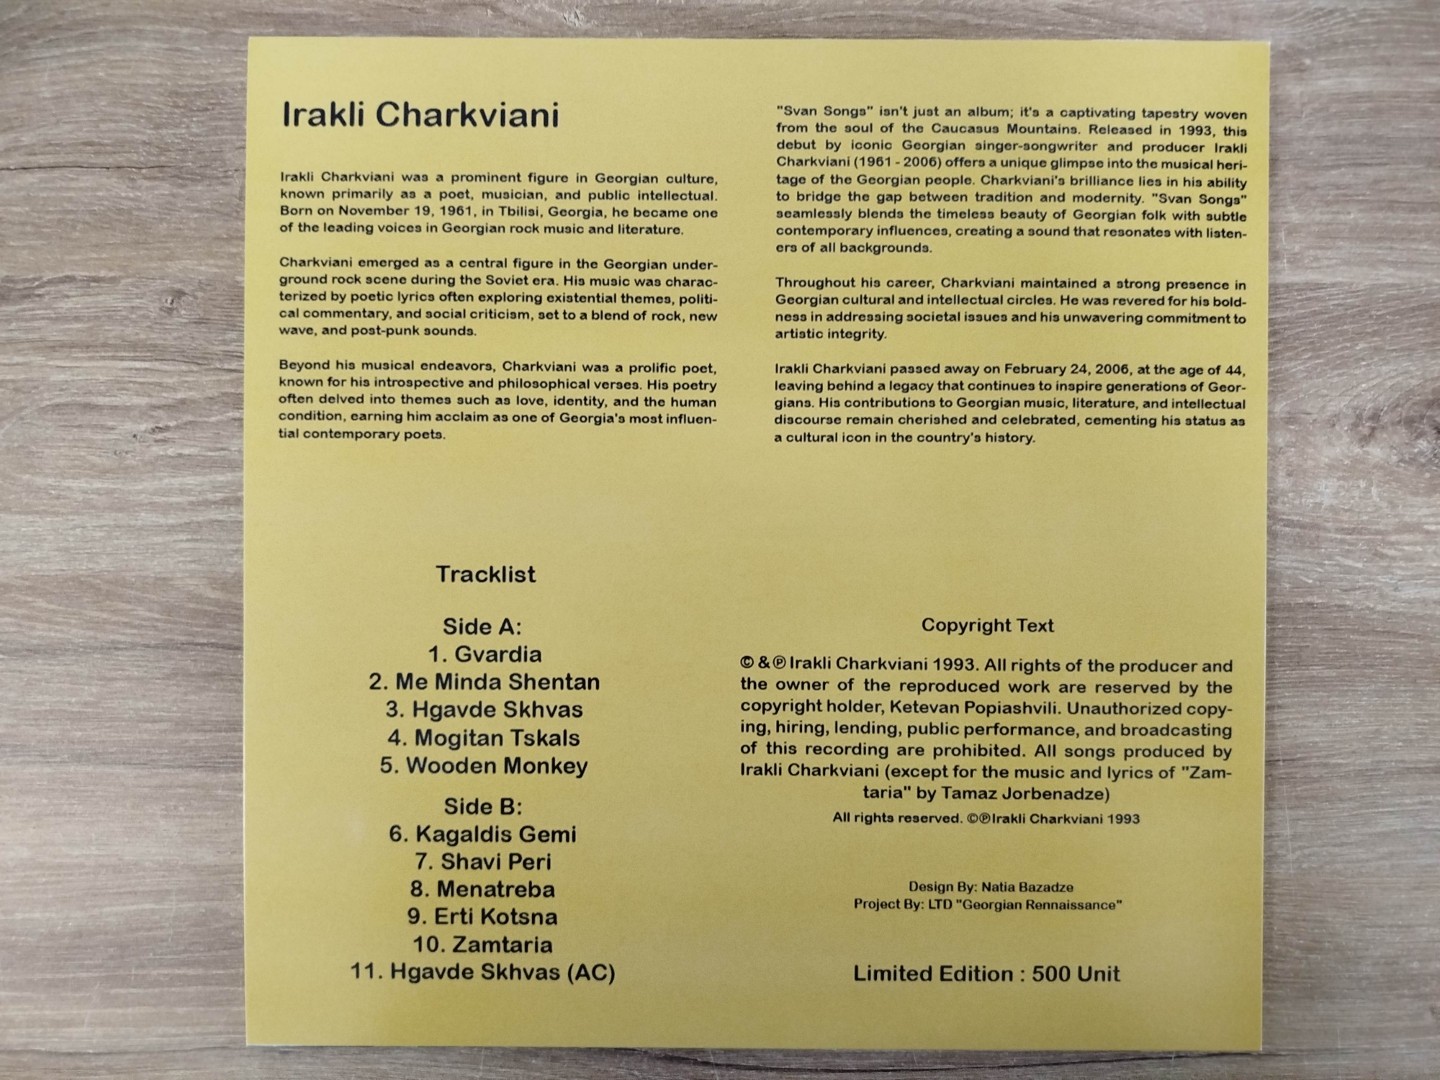 Irakli Charkviani
Irakli Charkviani was a prominent figure in Georgian culture,
known primarily as a poet, musician, and public intellectual.
Born on November 19, 1961, in Tbilisi, Georgia, he became one
of the leading voices in Georgian rock music and literature.
Charkviani emerged as a central figure in the Georgian under-
ground rock scene during the Soviet era. His music was charac-
terized by poetic lyrics often exploring existential themes, politi-
cal commentary, and social criticism, set to a blend of rock, new
wave, and post-punk sounds.
Beyond his musical endeavors, Charkviani was a prolific poet,
known for his introspective and philosophical verses. His poetry
often delved into themes such as love, identity, and the human
condition, earning him acclaim as one of Georgia's most influen-
tial contemporary poets.
"Svan Songs" isn't just an album; it's a captivating tapestry woven
from the soul of the Caucasus Mountains. Released in 1993, this
debut by iconic Georgian singer-songwriter and producer Irakli
Charkviani (1961 - 2006) offers a unique glimpse into the musical heri-
tage of the Georgian people. Charkviani's brilliance lies in his ability
to bridge the gap between tradition and modernity. "Svan Songs"
seamlessly blends the timeless beauty of Georgian folk with subtle
contemporary influences, creating a sound that resonates with listen-
ers of all backgrounds.
Throughout his career, Charkviani maintained a strong presence in
Georgian cultural and intellectual circles. He was revered for his bold-
ness in addressing societal issues and his unwavering commitment to
artistic integrity.
Irakli Charkviani passed away on February 24, 2006, at the age of 44,
leaving behind a legacy that continues to inspire generations of Geor-
gians. His contributions to Georgian music, literature, and intellectual
discourse remain cherished and celebrated, cementing his status as
a cultural icon in the country's history.
Tracklist
Side A:
1. Gvardia
2. Me Minda Shentan
3. Hgavde Skhvas
4. Mogitan Tskals
5. Wooden Monkey
Side B:
6. Kagaldis Gemi
7. Shavi Peri
8. Menatreba
9. Erti Kotsna
10. Zamtaria
11. Hgavde Skhvas (AC)
Copyright Text
© & ℗ Irakli Charkviani 1993. All rights of the producer and
the owner of the reproduced work are reserved by the
copyright holder, Ketevan Popiashvili. Unauthorized copy-
ing, hiring, lending, public performance, and broadcasting
of this recording are prohibited. All songs produced by
Irakli Charkviani (except for the music and lyrics of "Zam-
taria" by Tamaz Jorbenadze)
All rights reserved. ©℗Irakli Charkviani 1993
Design By: Natia Bazadze
Project By: LTD "Georgian Rennaissance"
Limited Edition : 500 Unit